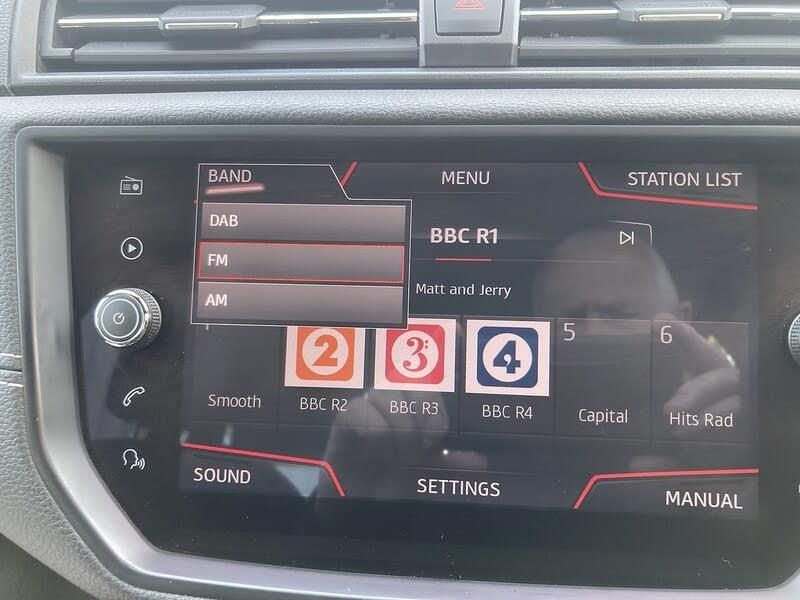 BAND
MENU
STATION LIST
DAB
FM
AM
BBC R1
Matt and Jerry
2
3
4
5
6
Smooth
BBC R2
BBC R3
BBC R4
Capital
Hits Rad
SOUND
SETTINGS
MANUAL